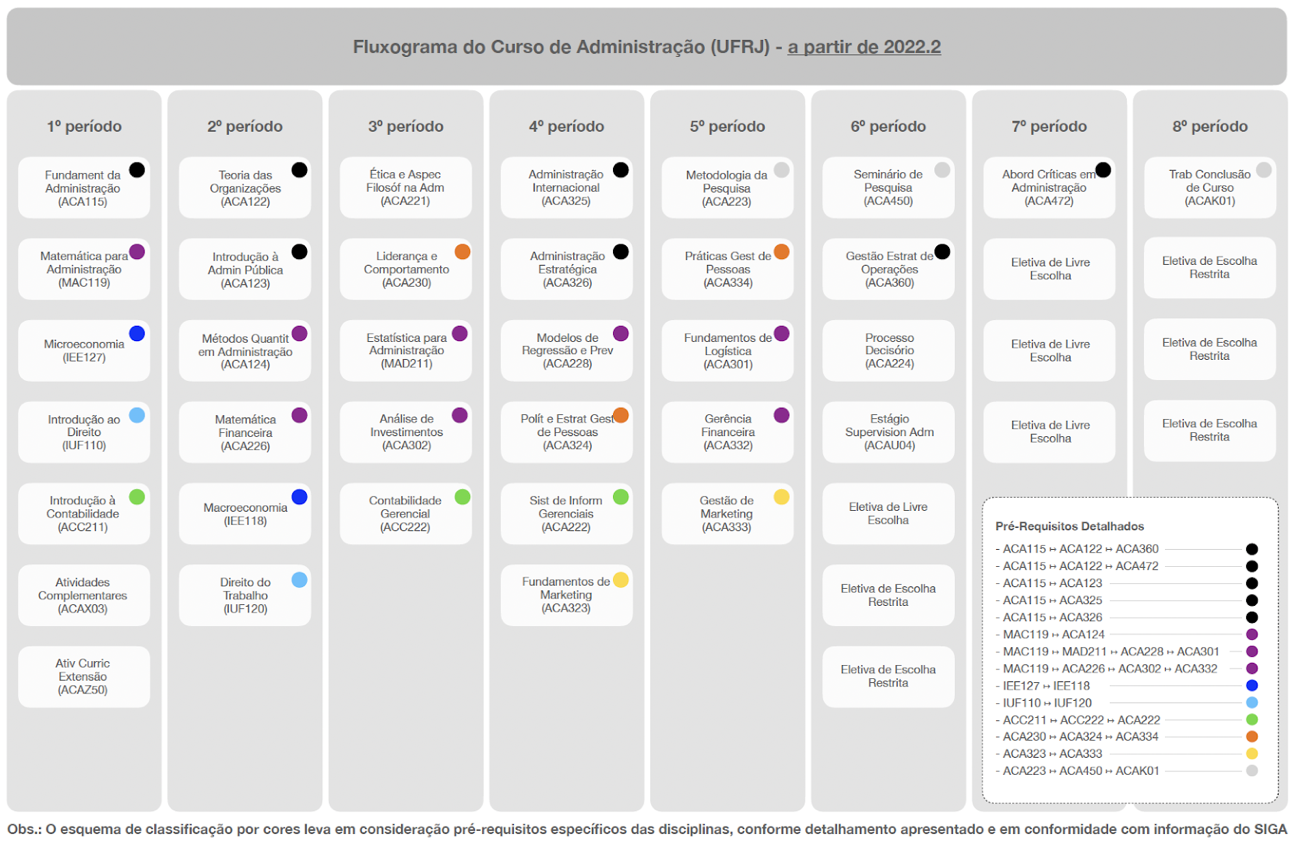 Fluxograma do Curso de Administração (UFRJ) - a partir de 2022.2
1º período
Fundament da
Administração
(ACA115)
Matemática para
Administração
(MAC119)
Microeconomia
(IEE127)
Introdução ao
Direito
(IUF110)
Introdução à
Contabilidade
(ACC211)
Atividades
Complementares
(ACAX03)
Ativ Curric
Extensão
(ACAZ50)
2º período
Teoria das
Organizações
(ACA122)
Introdução à
Admin Pública
(ACA123)
Métodos Quantit
em Administração
(ACA124)
Matemática
Financeira
(ACA226)
Macroeconomia
(IEE118)
Direito do
Trabalho
(IUF120)
3º período
Ética e Aspec
Filosóf na Adm
(ACA221)
Liderança e
Comportamento
(ACA230)
Estatística para
Administração
(MAD211)
Análise de
Investimentos
(ACA302)
Contabilidade
Gerencial
(ACC222)
4º período
Administração
Internacional
(ACA325)
Administração
Estratégica
(ACA326)
Modelos de
Regressão e Prev
(ACA228)
Polít e Estrat Gest
de Pessoas
(ACA324)
Sist de Inform
Gerenciais
(ACA222)
Fundamentos de
Marketing
(ACA323)
5º período
Metodologia da
Pesquisa
(ACA223)
Práticas Gest de
Pessoas
(ACA334)
Fundamentos de
Logística
(ACA301)
Gerência
Financeira
(ACA332)
Gestão de
Marketing
(ACA333)
6º período
Seminário de
Pesquisa
(ACA450)
Gestão Estrat de
Operações
(ACA360)
Processo
Decisório
(ACA224)
Estágio
Supervision Adm
(ACAU04)
Eletiva de Livre
Escolha
Eletiva de Escolha
Restrita
Eletiva de Escolha
Restrita
7º período
Abord Críticas em
Administração
(ACA472)
Eletiva de Livre
Escolha
Eletiva de Livre
Escolha
Eletiva de Livre
Escolha
8º período
Trab Conclusão
de Curso
(ACAK01)
Eletiva de Escolha
Restrita
Eletiva de Escolha
Restrita
Eletiva de Escolha
Restrita
Pré-Requisitos Detalhados
- ACA115 ↦ ACA122 ↦ ACA360
- ACA115 ↦ ACA122 ↦ ACA472
- ACA115 ↦ ACA123
- ACA115 ↦ ACA325
- ACA115 ↦ ACA326
- MAC119 ↦ ACA124
- MAC119 ↦ MAD211 ↦ ACA228 ↦ ACA301
- MAC119 ↦ ACA226 ↦ ACA302 ↦ ACA332
- IEE127 ↦ IEE118
- IUF110 ↦ IUF120
- ACC211 ↦ ACC222 ↦ ACA222
- ACA230 ↦ ACA324 ↦ ACA334
- ACA323 ↦ ACA333
- ACA223 ↦ ACA450 ↦ ACAK01
Obs.: O esquema de classificação por cores leva em consideração pré-requisitos específicos das disciplinas, conforme detalhamento apresentado e em conformidade com informação do SIGA